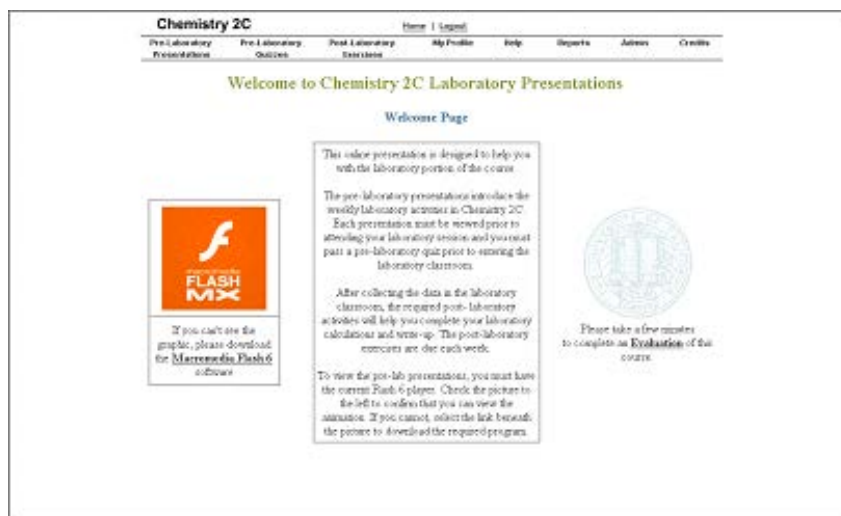 Chemistry 2C
Home | Logout
Pre-Laboratory Presentations
Pre-Laboratory Quizzes
Post-Laboratory Exercises
My Profile
Help
Reports
Admin
Credits
Welcome to Chemistry 2C Laboratory Presentations
Welcome Page
This online presentation is designed to help you
with the laboratory portion of the course
The pre-laboratory presentations introduce the
weekly laboratory activities in Chemistry 2C
Each presentation must be viewed prior to
attending your laboratory session and you must
pass a pre-laboratory quiz prior to entering the
laboratory classroom.
After collecting the data in the laboratory
classroom, the required post-laboratory
activities will help you complete your laboratory
calculations and write-up. The post-laboratory
exercises are due each week.
To view the pre-lab presentations, you must have
the current Flash 6 player. Check the picture to
the left to confirm that you can view the
animation. If you cannot, select the link beneath
the picture to download the required program.
macromedia
FLASH
MX
If you can't see the
graphic, please download
the Macromedia Flash 6
software
Please take a few minutes
to complete an Evaluation of this
course